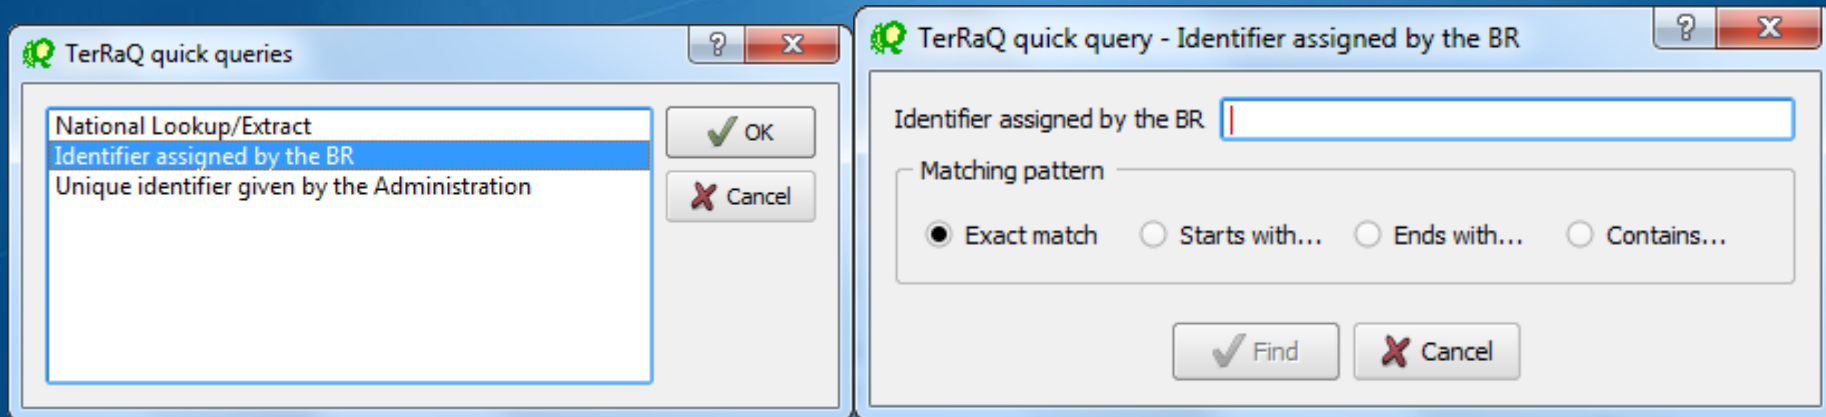 TerRaQ quick queries
National Lookup/Extract
Identifier assigned by the BR
Unique identifier given by the Administration
OK
Cancel
TerRaQ quick query - Identifier assigned by the BR
Identifier assigned by the BR
Matching pattern
Exact match Starts with... Ends with... Contains...
Find Cancel